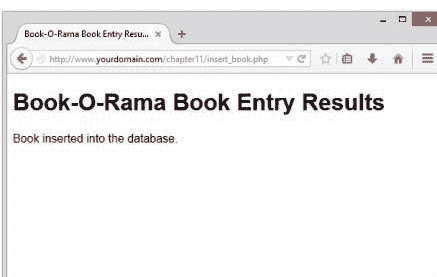 Book-O-Rama Book Entry Resu...
http://www.yourdomain.com/chapter11/insert_book.php
Book-O-Rama Book Entry Results
Book inserted into the database.